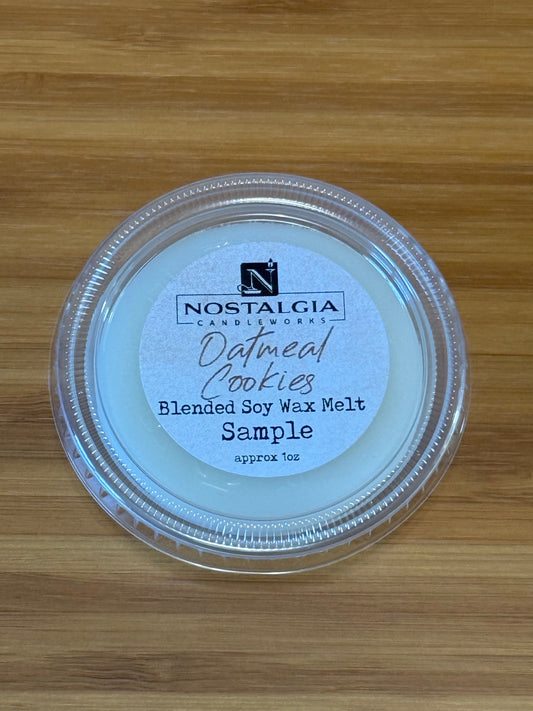 N
NOSTALGIA
CANDLEWORKS
Oatmeal
Cookies
Blended Soy Wax Melt
Sample
approx 1oz